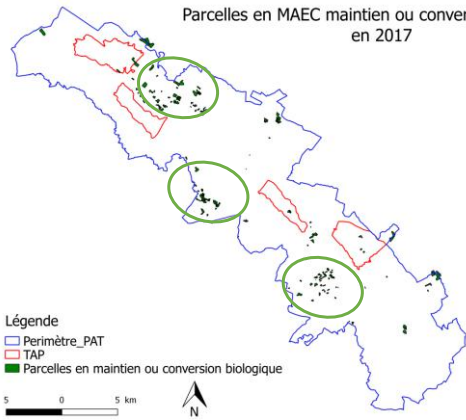 Parcelles en MAEC maintien ou conver
en 2017
Légende
Perimètre_PAT
TAP
Parcelles en maintien ou conversion biologique
5 0 5 km
N